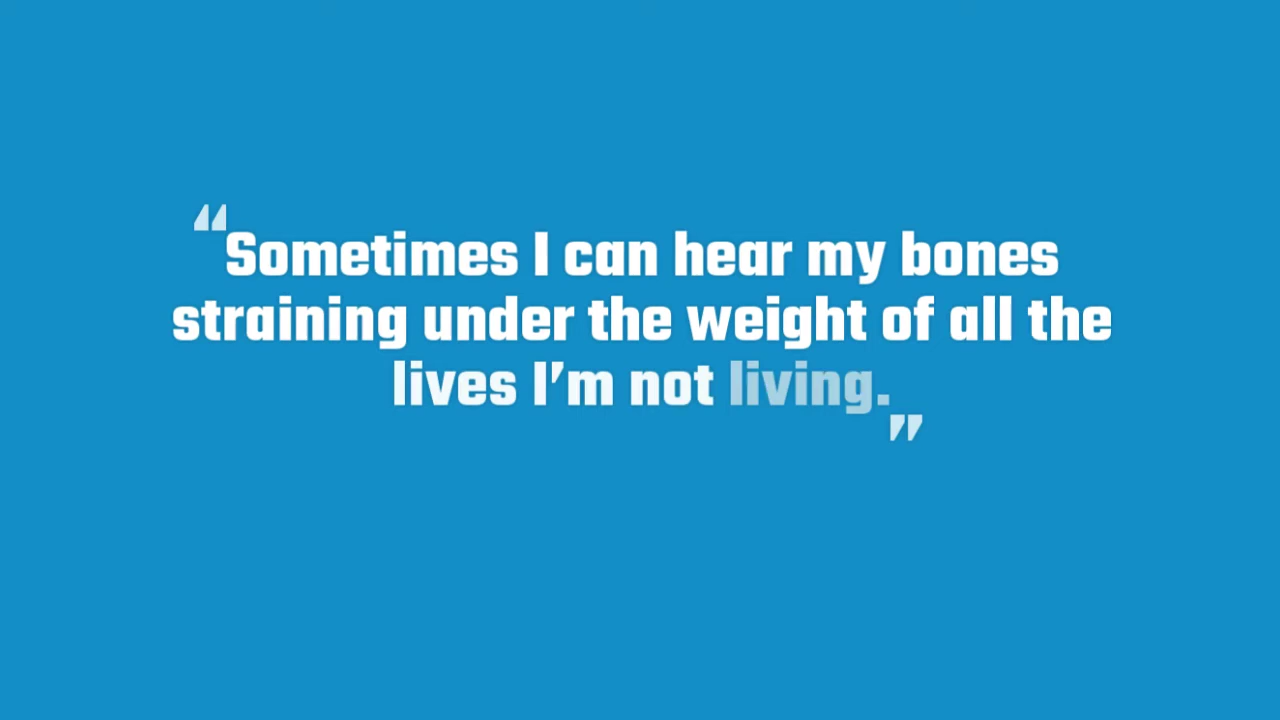 “Sometimes I can hear my bones
straining under the weight of all the
lives I’m not living.”